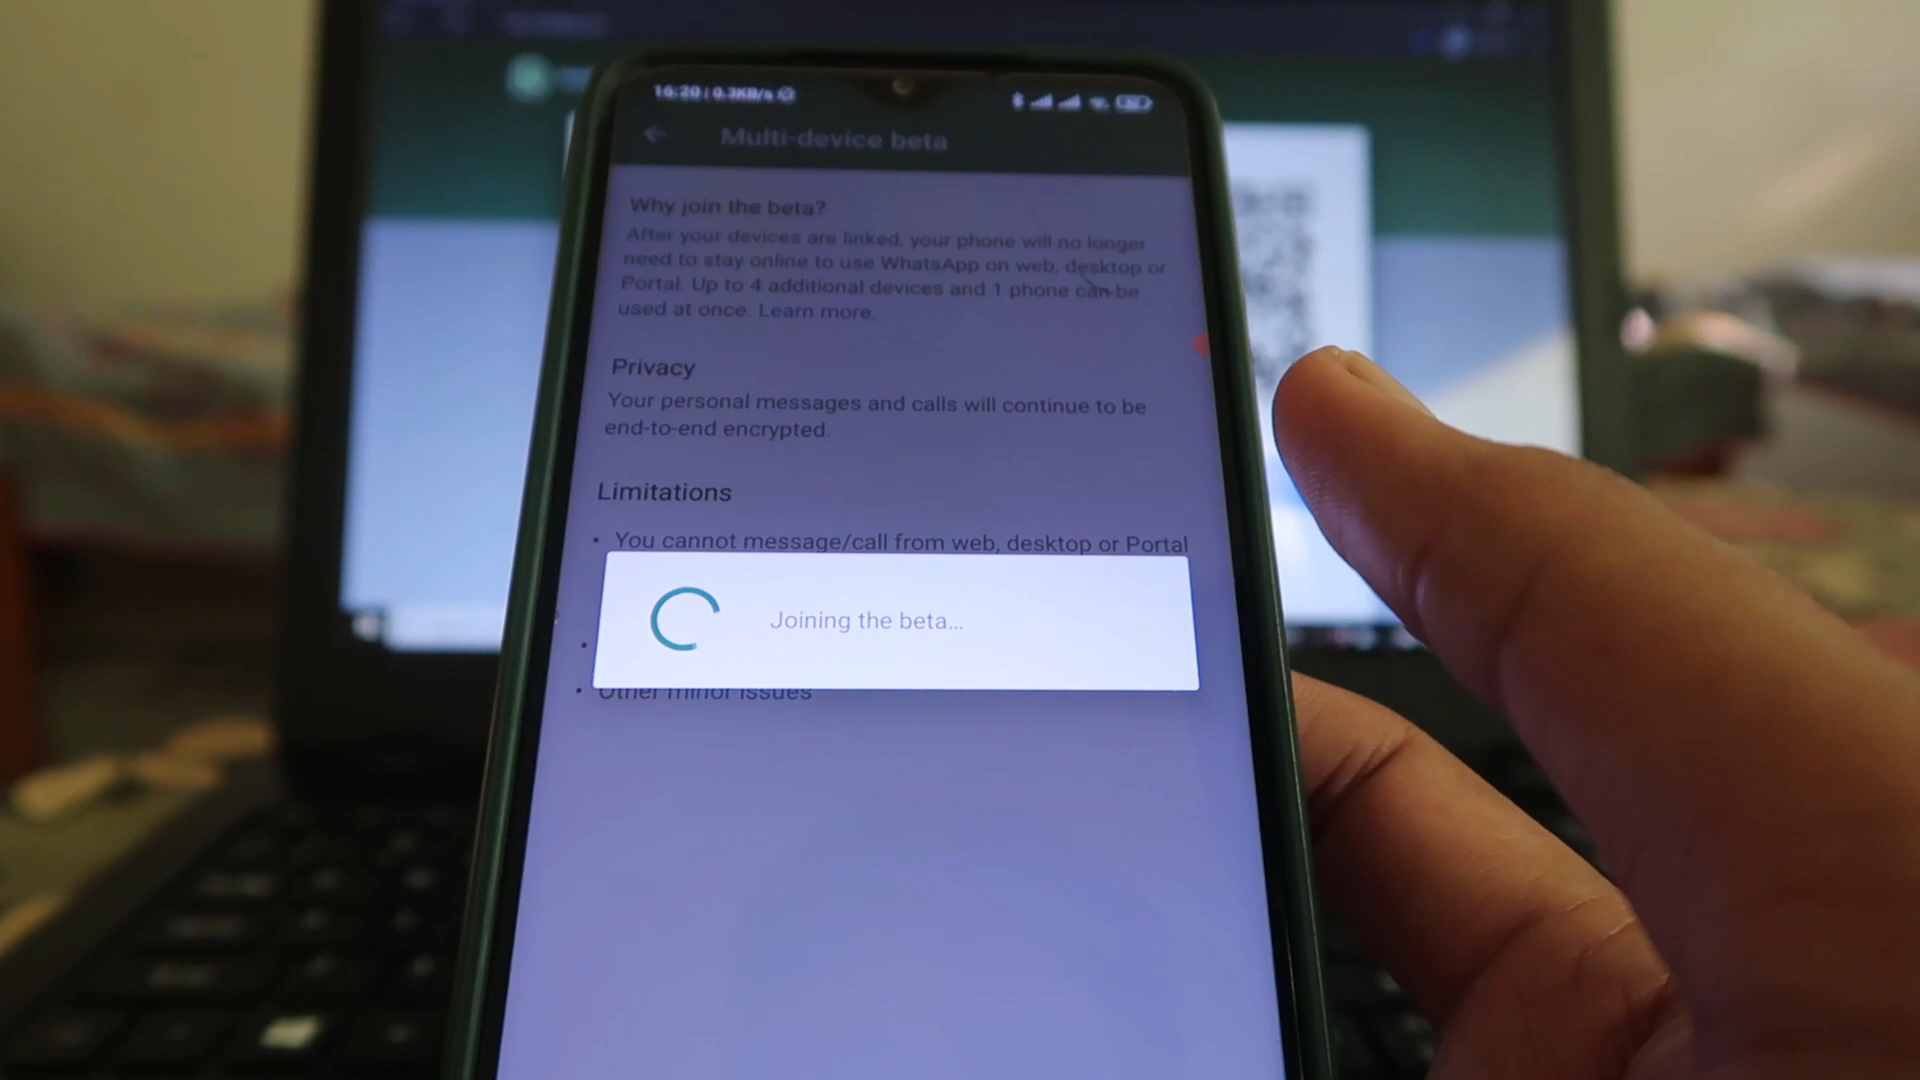 16:20 | 0.3KB/s
Multi-device beta
Why join the beta?
After your devices are linked, your phone will no longer
need to stay online to use WhatsApp on web, desktop or
Portal. Up to 4 additional devices and 1 phone can be
used at once. Learn more.
Privacy
Your personal messages and calls will continue to be
end-to-end encrypted.
Limitations
• You cannot message/call from web, desktop or Portal
Joining the beta...
• Other minor issues